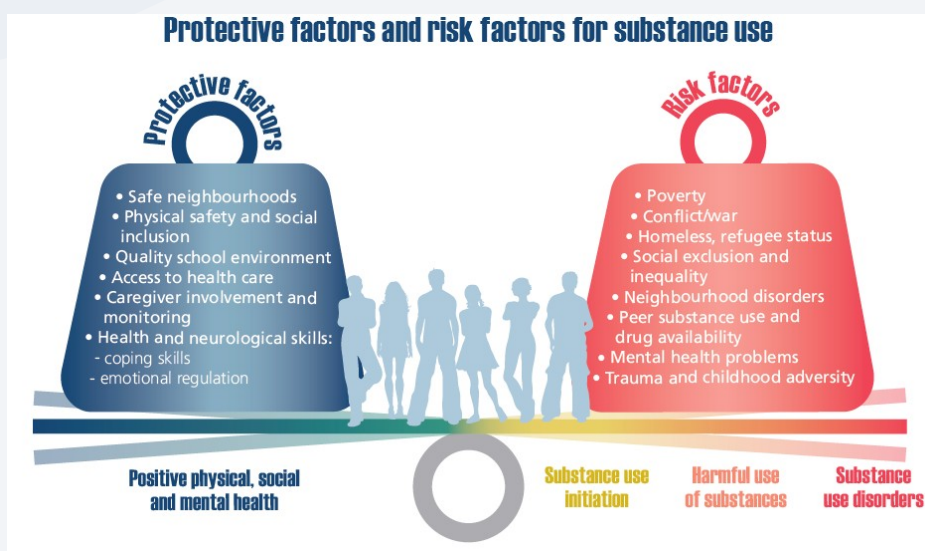 Protective factors and risk factors for substance use
Protective factors
• Safe neighbourhoods
• Physical safety and social
inclusion
• Quality school environment
• Access to health care
• Caregiver involvement and
monitoring
• Health and neurological skills:
- coping skills
- emotional regulation
Risk factors
• Poverty
• Conflict/war
• Homeless, refugee status
• Social exclusion and
inequality
• Neighbourhood disorders
• Peer substance use and
drug availability
• Mental health problems
• Trauma and childhood adversity
Positive physical, social
and mental health
Substance use
initiation
Harmful use
of substances
Substance
use disorders